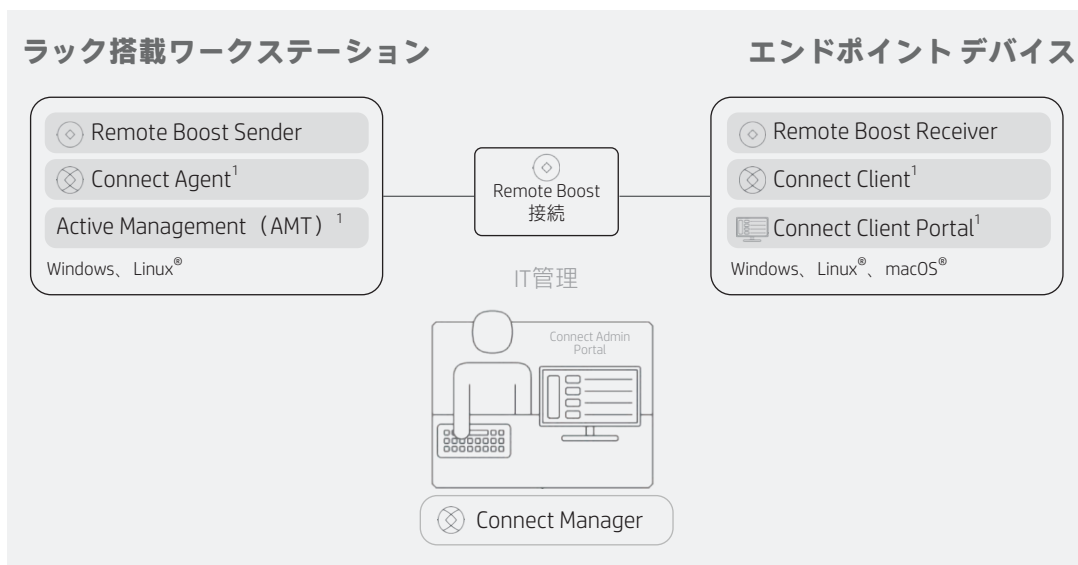 ラック搭載ワークステーション
Remote Boost Sender
Connect Agent¹
Active Management（AMT）¹
Windows、Linux®
Remote Boost
接続
エンドポイント デバイス
Remote Boost Receiver
Connect Client¹
Connect Client Portal¹
Windows、Linux®、macOS®
IT管理
Connect Admin
Portal
Connect Manager